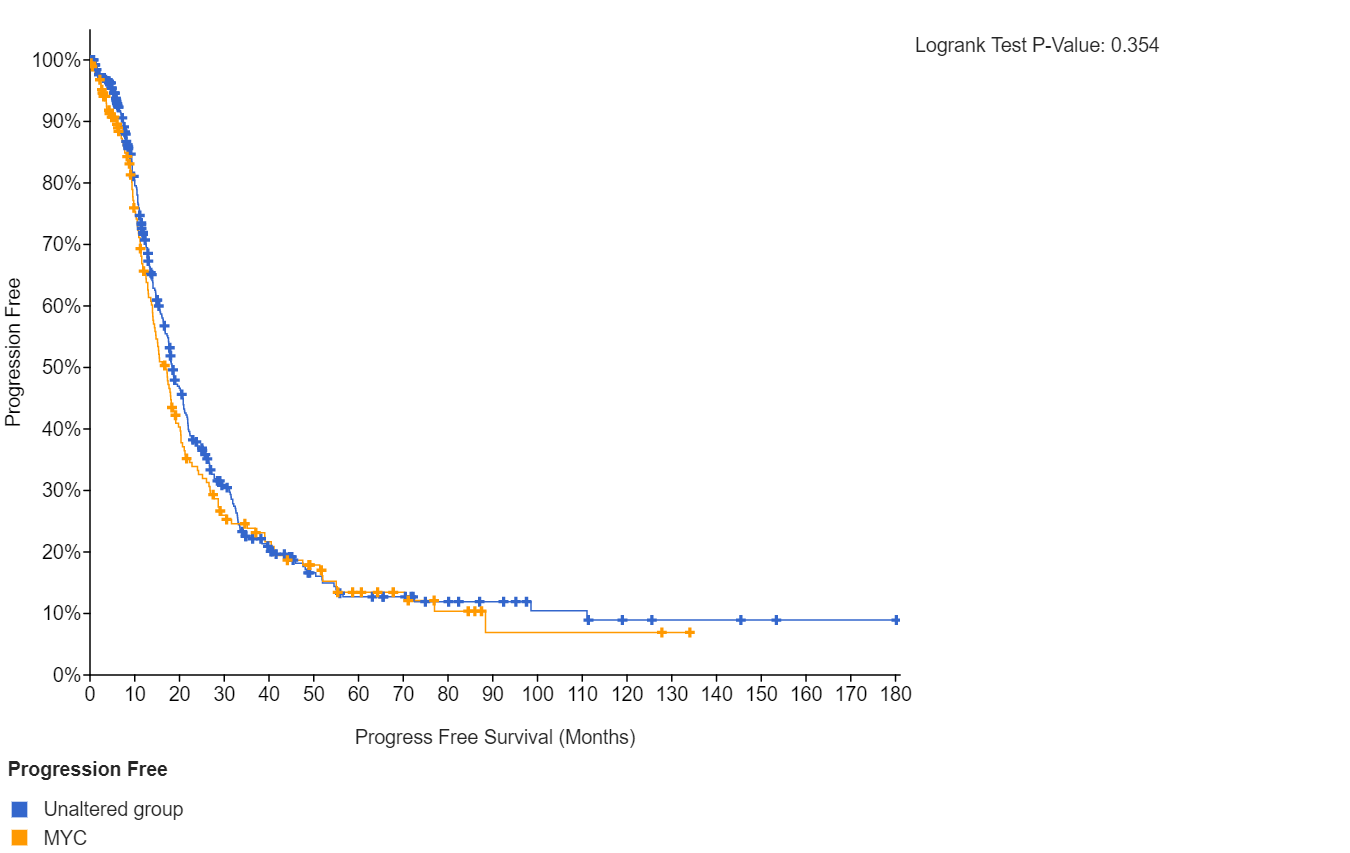 Logrank Test P-Value: 0.354
Progression Free
100%
90%
80%
70%
60%
50%
40%
30%
20%
10%
0%
0 10 20 30 40 50 60 70 80 90 100 110 120 130 140 150 160 170 180
Progress Free Survival (Months)
Progression Free
Unaltered group
MYC